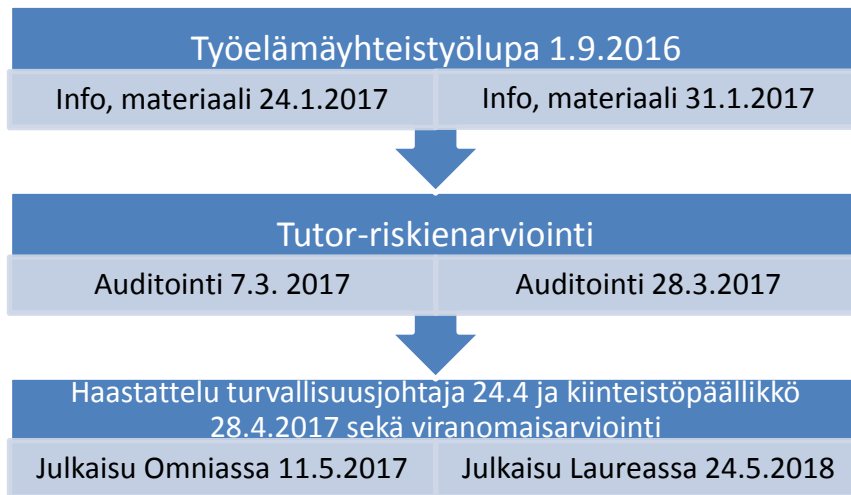 Työelämäyhteistyölupa 1.9.2016
Info, materiaali 24.1.2017
Info, materiaali 31.1.2017
Tutor-riskienarviointi
Auditointi 7.3. 2017
Auditointi 28.3.2017
Haastattelu turvallisuusjohtaja 24.4 ja kiinteistöpäällikkö
28.4.2017 sekä viranomaisarviointi
Julkaisu Omniassa 11.5.2017
Julkaisu Laureassa 24.5.2018